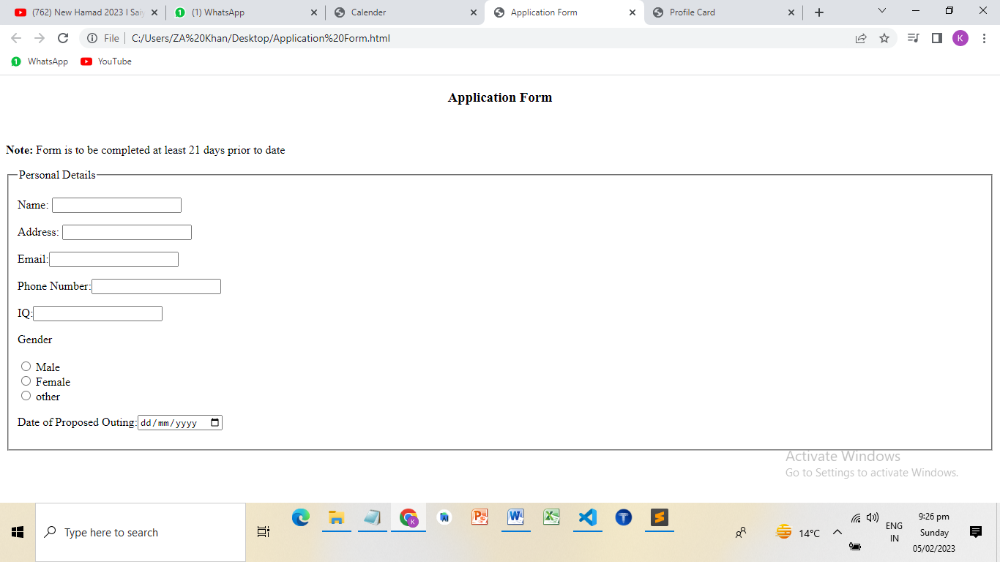 (762) New Hamad 2023 I Saiy
(1) WhatsApp
Calender
Application Form
Profile Card
File
C:/Users/ZA%20Khan/Desktop/Application%20Form.html
K
1 WhatsApp
YouTube
Application Form
Note: Form is to be completed at least 21 days prior to date
Personal Details
Name:
Address:
Email:
Phone Number:
IQ:
Gender
Male
Female
other
Date of Proposed Outing: dd/mm/yyyy
Activate Windows
Go to Settings to activate Windows.
Type here to search
14°C
ENG
IN
9:26 pm
Sunday
05/02/2023